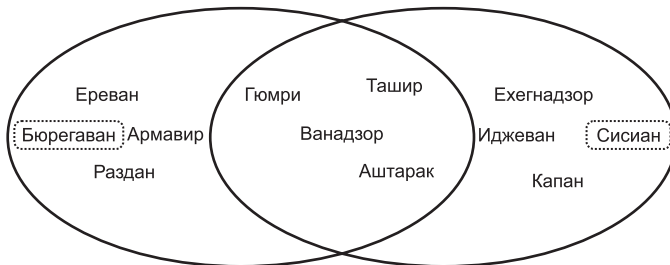 Ереван
Гюмри
Ташир
Ехегнадзор
Бюрегаван
Армавир
Ванадзор
Иджеван
Сисиан
Раздан
Аштарак
Капан